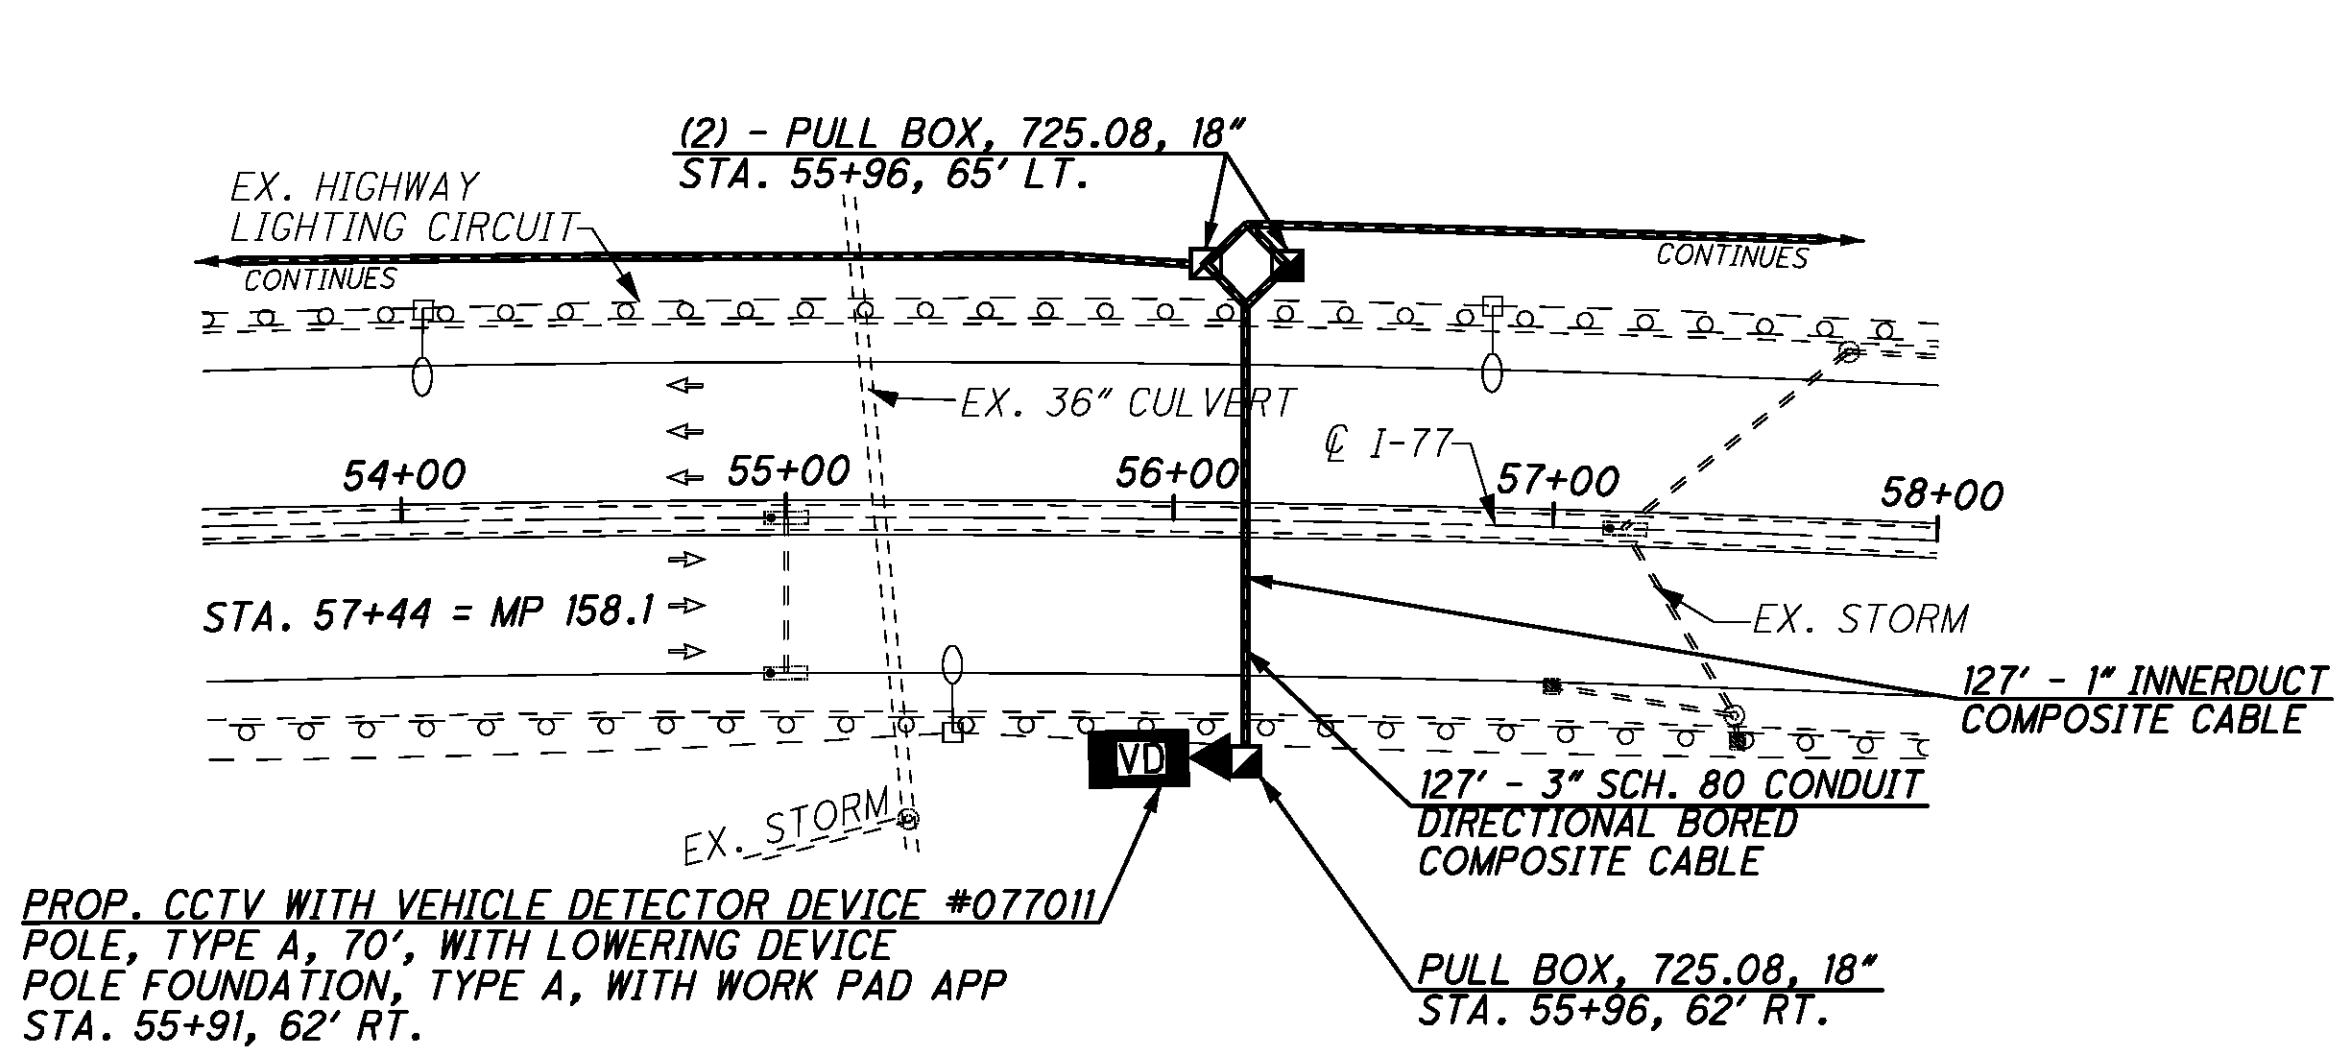 (2) - PULL BOX, 725.08, 18"
STA. 55+96, 65' LT.
EX. HIGHWAY
LIGHTING CIRCUIT
CONTINUES
CONTINUES
EX. 36" CULVERT
℄ I-77
54+00
55+00
56+00
57+00
58+00
STA. 57+44 = MP 158.1
EX. STORM
127' - 1" INNERDUCT
COMPOSITE CABLE
VD
127' - 3" SCH. 80 CONDUIT
DIRECTIONAL BORED
COMPOSITE CABLE
EX. STORM
PROP. CCTV WITH VEHICLE DETECTOR DEVICE #077011
POLE, TYPE A, 70', WITH LOWERING DEVICE
POLE FOUNDATION, TYPE A, WITH WORK PAD APP
STA. 55+91, 62' RT.
PULL BOX, 725.08, 18"
STA. 55+96, 62' RT.